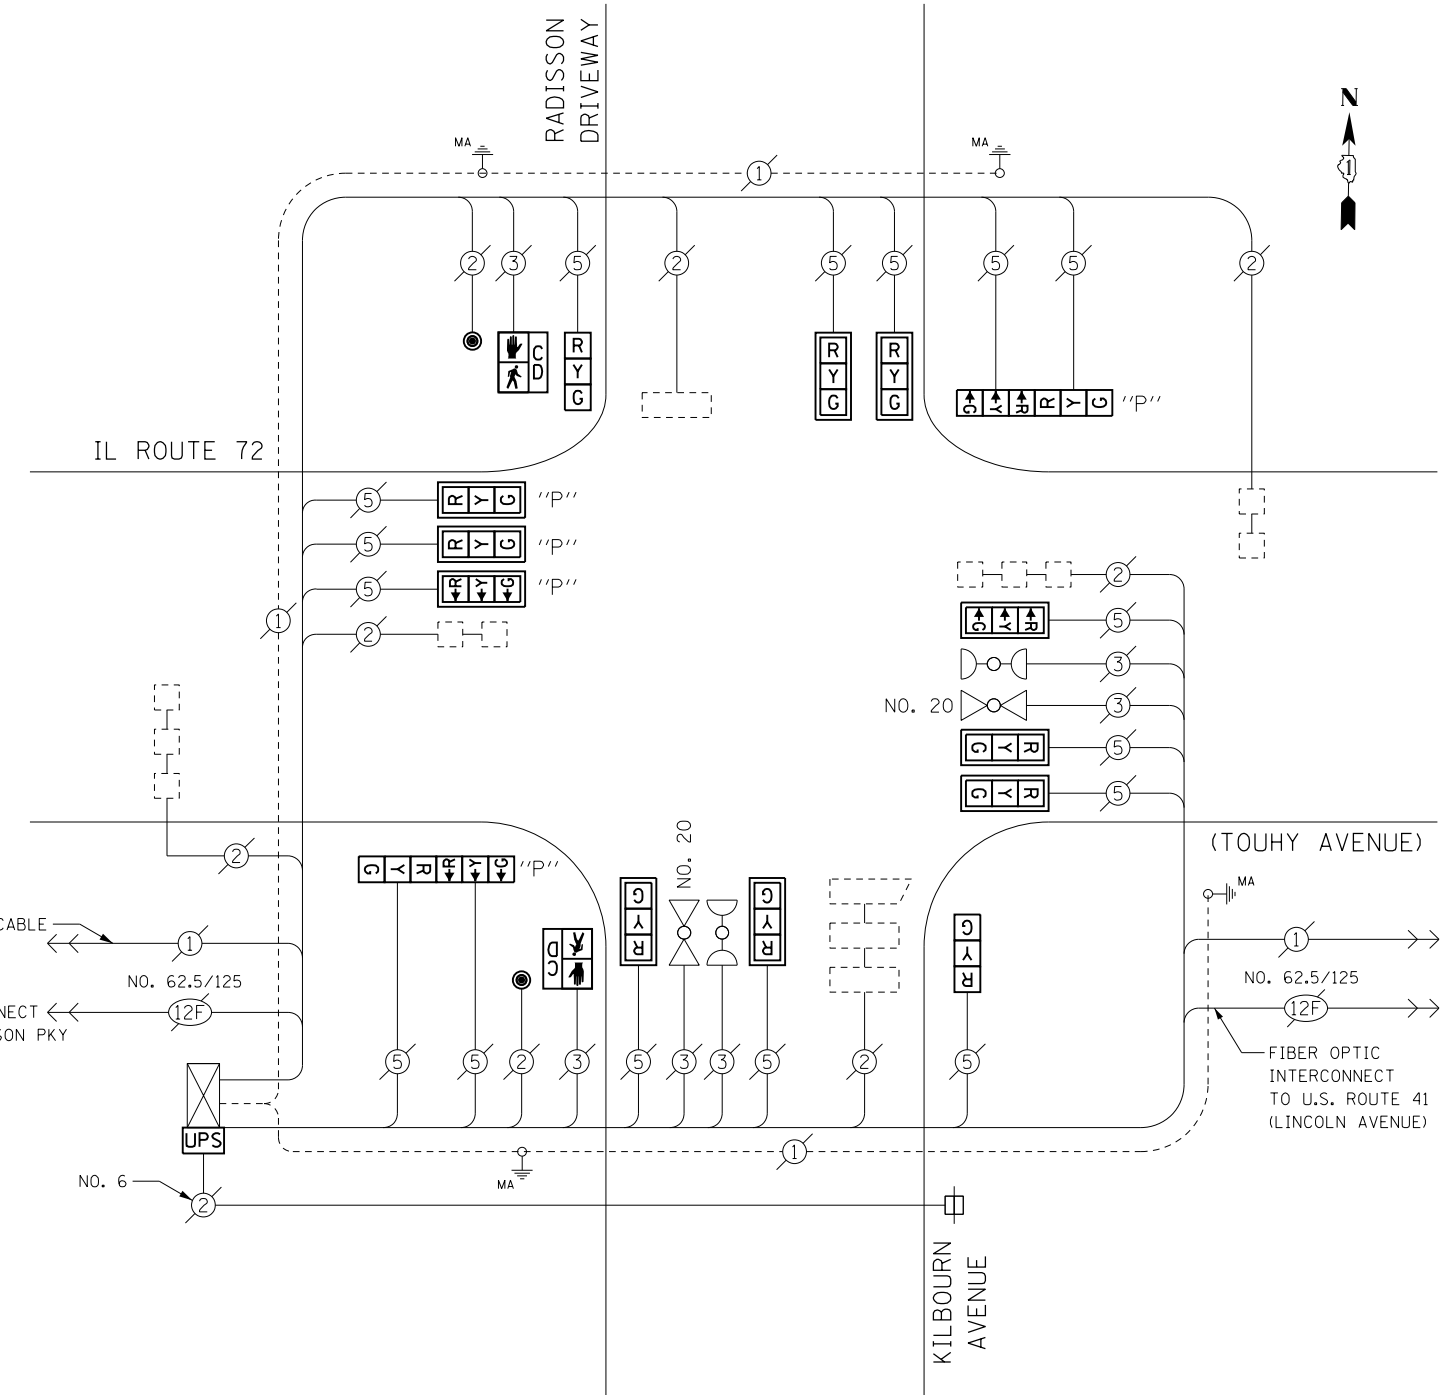 RADISSON
DRIVEWAY
N
1
MA
MA
1
2
3
5
2
5
5
5
5
2
C
D
R
Y
G
R
Y
G
R
Y
G
G Y R R Y G "P"
IL ROUTE 72
5 R Y G "P"
5 R Y G "P"
5 R Y G "P"
2
1
2
G Y R 5
3
NO. 20 3
G Y R 5
G Y R 5
(TOUHY AVENUE)
2
G Y R R Y G "P"
NO. 20
C
D
G
Y
R
G
Y
R
G
Y
R
MA
CABLE
1
NO. 62.5/125
12F
NECT
SON PKY
1
NO. 62.5/125
12F
FIBER OPTIC
INTERCONNECT
TO U.S. ROUTE 41
(LINCOLN AVENUE)
5
5
2
3
5
3
3
5
2
5
UPS
MA
1
NO. 6
2
KILBOURN
AVENUE